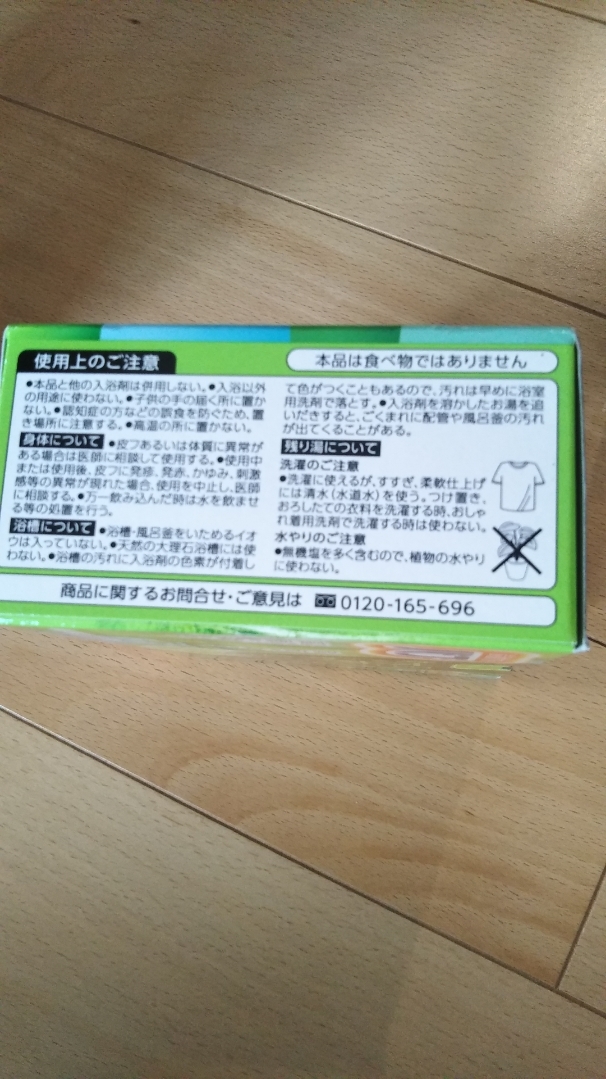 使用上のご注意
本品は食べ物ではありません
●本品と他の入浴剤は併用しない。●入浴以外
の用途に使わない。●子供の手の届く所に置か
ない。●認知症の方などの誤食を防ぐため、置
き場所に注意する。●高温の所に置かない。
身体について ●皮フあるいは体質に異常が
ある場合は医師に相談して使用する。●使用中
または使用後、皮フに発疹、発赤、かゆみ、刺激
感等の異常が現れた場合、使用を中止し、医師
に相談する。●万一飲み込んだ時は水を飲ませ
る等の処置を行う。
浴槽について ●浴槽・風呂釜をいためるイオ
ウは入っていない。●天然の大理石浴槽には使
わない。●浴槽の汚れに入浴剤の色素が付着し
て色がつくこともあるので、汚れは早めに浴室
用洗剤で落とす。●入浴剤を溶かしたお湯を追
いだきすると、ごくまれに配管や風呂釜の汚れ
が出てくることがある。
残り湯について
洗濯のご注意
●洗濯に使えるが、すすぎ、柔軟仕上げ
には清水(水道水)を使う。つけ置き、
おろしたての衣料を洗濯する時、おしゃ
れ着用洗剤で洗濯する時は使わない。
水やりのご注意
●無機塩を多く含むので、植物の水やり
に使わない。
商品に関するお問合せ・ご意見は 0120-165-696